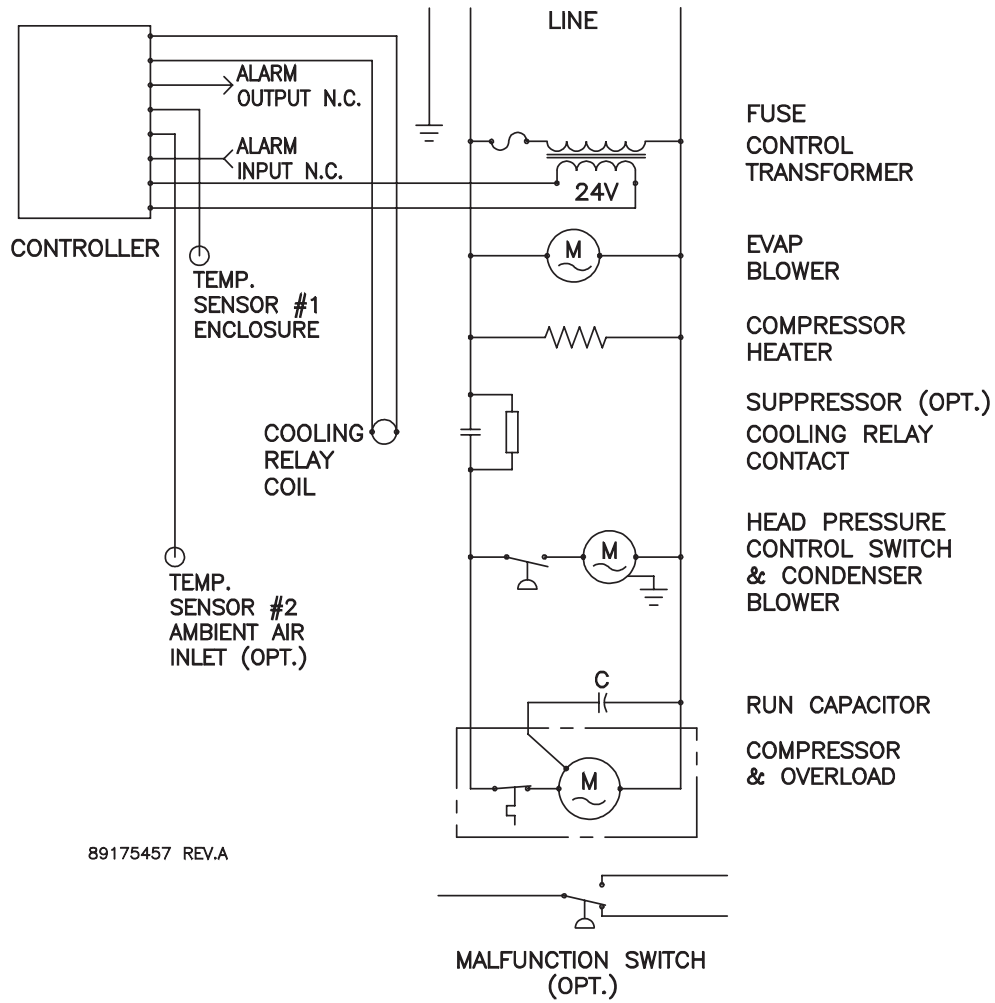 LINE
ALARM
OUTPUT N.C.
ALARM
INPUT N.C.
24V
FUSE
CONTROL
TRANSFORMER
CONTROLLER
M
EVAP
BLOWER
TEMP.
SENSOR #1
ENCLOSURE
COMPRESSOR
HEATER
SUPPRESSOR (OPT.)
COOLING RELAY
CONTACT
COOLING
RELAY
COIL
M
HEAD PRESSURE
CONTROL SWITCH
& CONDENSER
BLOWER
TEMP.
SENSOR #2
AMBIENT AIR
INLET (OPT.)
C
RUN CAPACITOR
M
COMPRESSOR
& OVERLOAD
89175457 REV.A
MALFUNCTION SWITCH
(OPT.)